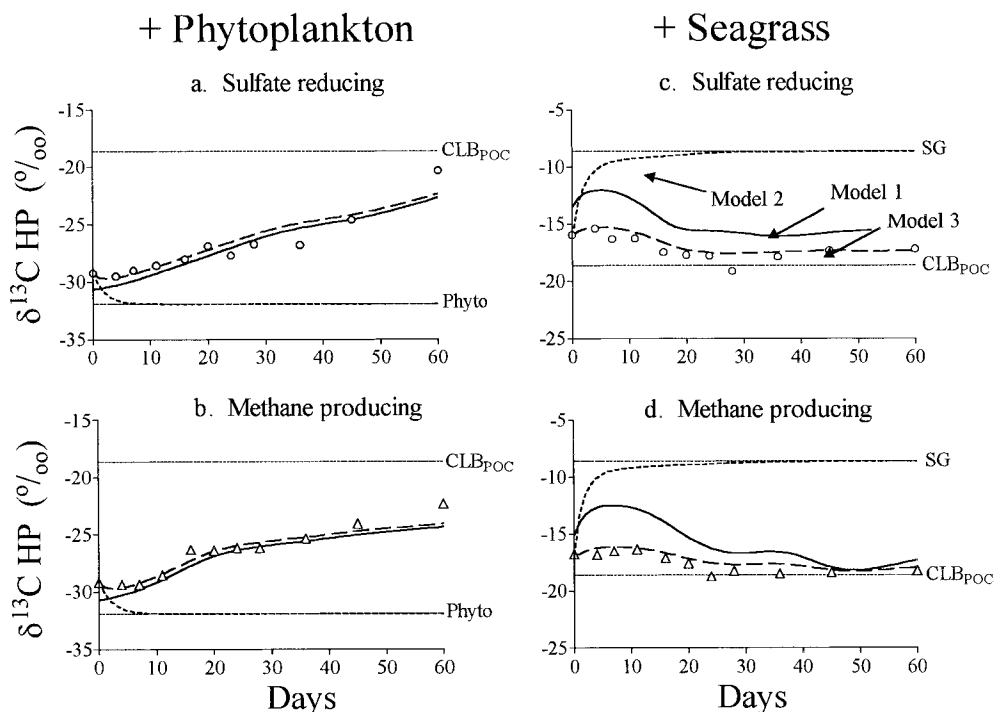 + Phytoplankton
+ Seagrass
a. Sulfate reducing
-15
-20
-25
-30
-35
CLB_POC
Phyto
0 10 20 30 40 50 60
δ¹³C HP (°/oo)
c. Sulfate reducing
-5
-10
-15
-20
-25
SG
Model 2
Model 1
Model 3
CLB_POC
0 10 20 30 40 50 60
b. Methane producing
-15
-20
-25
-30
-35
CLB_POC
Phyto
0 10 20 30 40 50 60
δ¹³C HP (°/oo)
Days
d. Methane producing
-5
-10
-15
-20
-25
SG
CLB_POC
0 10 20 30 40 50 60
Days